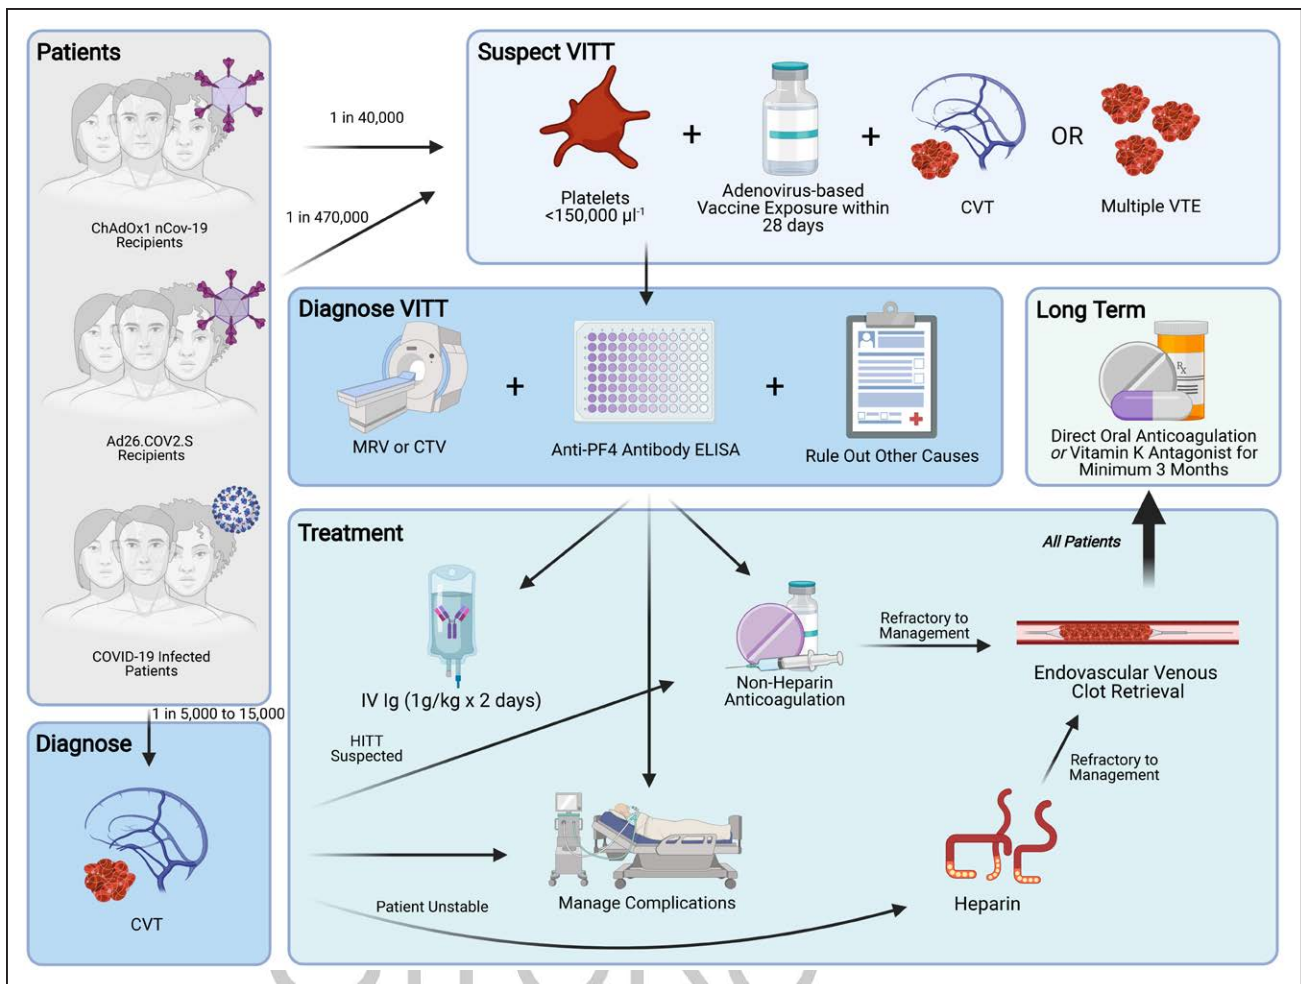 Patients
ChAdOx1 nCov-19
Recipients
Ad26.COV2.S
Recipients
COVID-19 Infected
Patients
1 in 40,000
1 in 470,000
1 in 5,000 to 15,000
Suspect VITT
Platelets
<150,000 µl-1
+
Adenovirus-based
Vaccine Exposure within
28 days
+
CVT
OR
Multiple VTE
Diagnose VITT
MRV or CTV
+
Anti-PF4 Antibody ELISA
+
Rule Out Other Causes
Long Term
Rx
Direct Oral Anticoagulation
or Vitamin K Antagonist for
Minimum 3 Months
Diagnose
CVT
Treatment
IV Ig (1g/kg x 2 days)
Non-Heparin
Anticoagulation
Refractory to
Management
All Patients
Endovascular Venous
Clot Retrieval
HITT
Suspected
Refractory to
Management
Manage Complications
Patient Unstable
Heparin